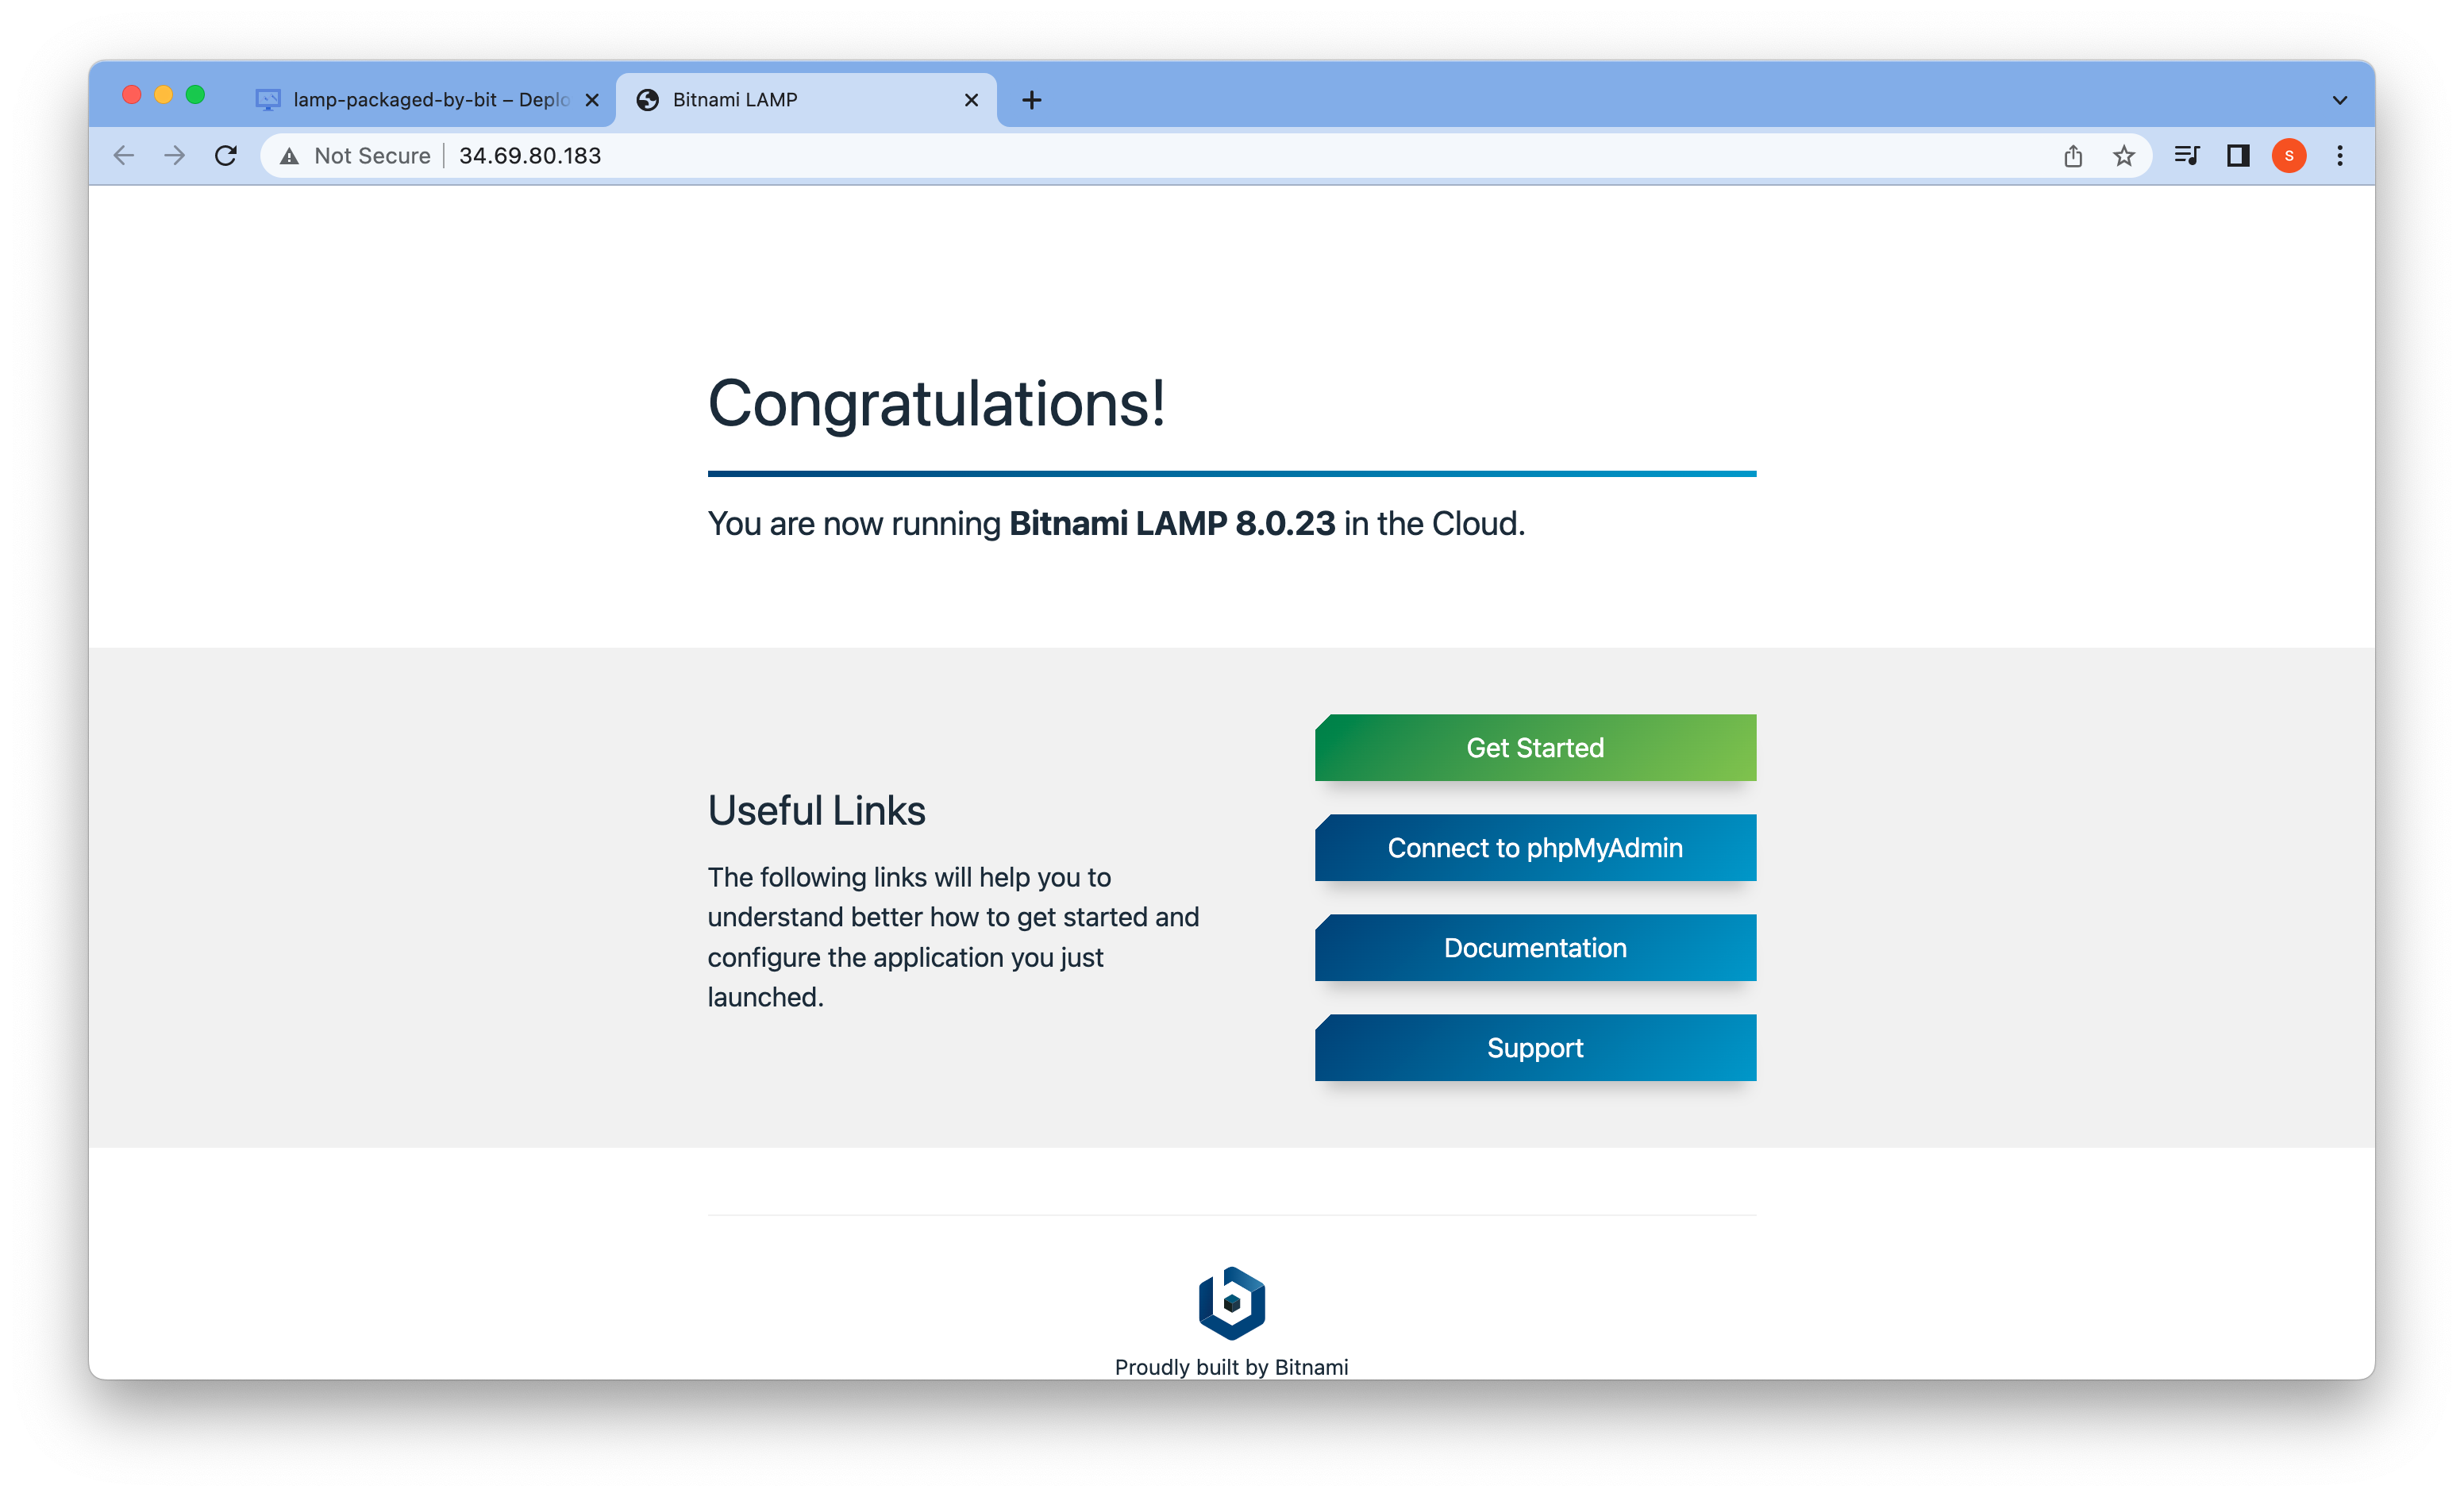 lamp-packaged-by-bit – Deplo
Bitnami LAMP
Not Secure
34.69.80.183
S
Congratulations!
You are now running Bitnami LAMP 8.0.23 in the Cloud.
Get Started
Connect to phpMyAdmin
Useful Links
The following links will help you to
understand better how to get started and
configure the application you just
launched.
Documentation
Support
Proudly built by Bitnami